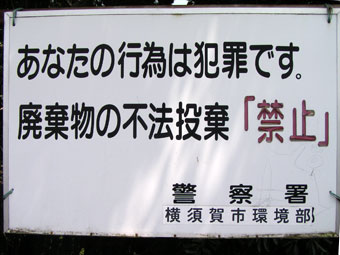 あなたの行為は犯罪です。
廃棄物の不法投棄「禁止」
警察署
横須賀市環境部